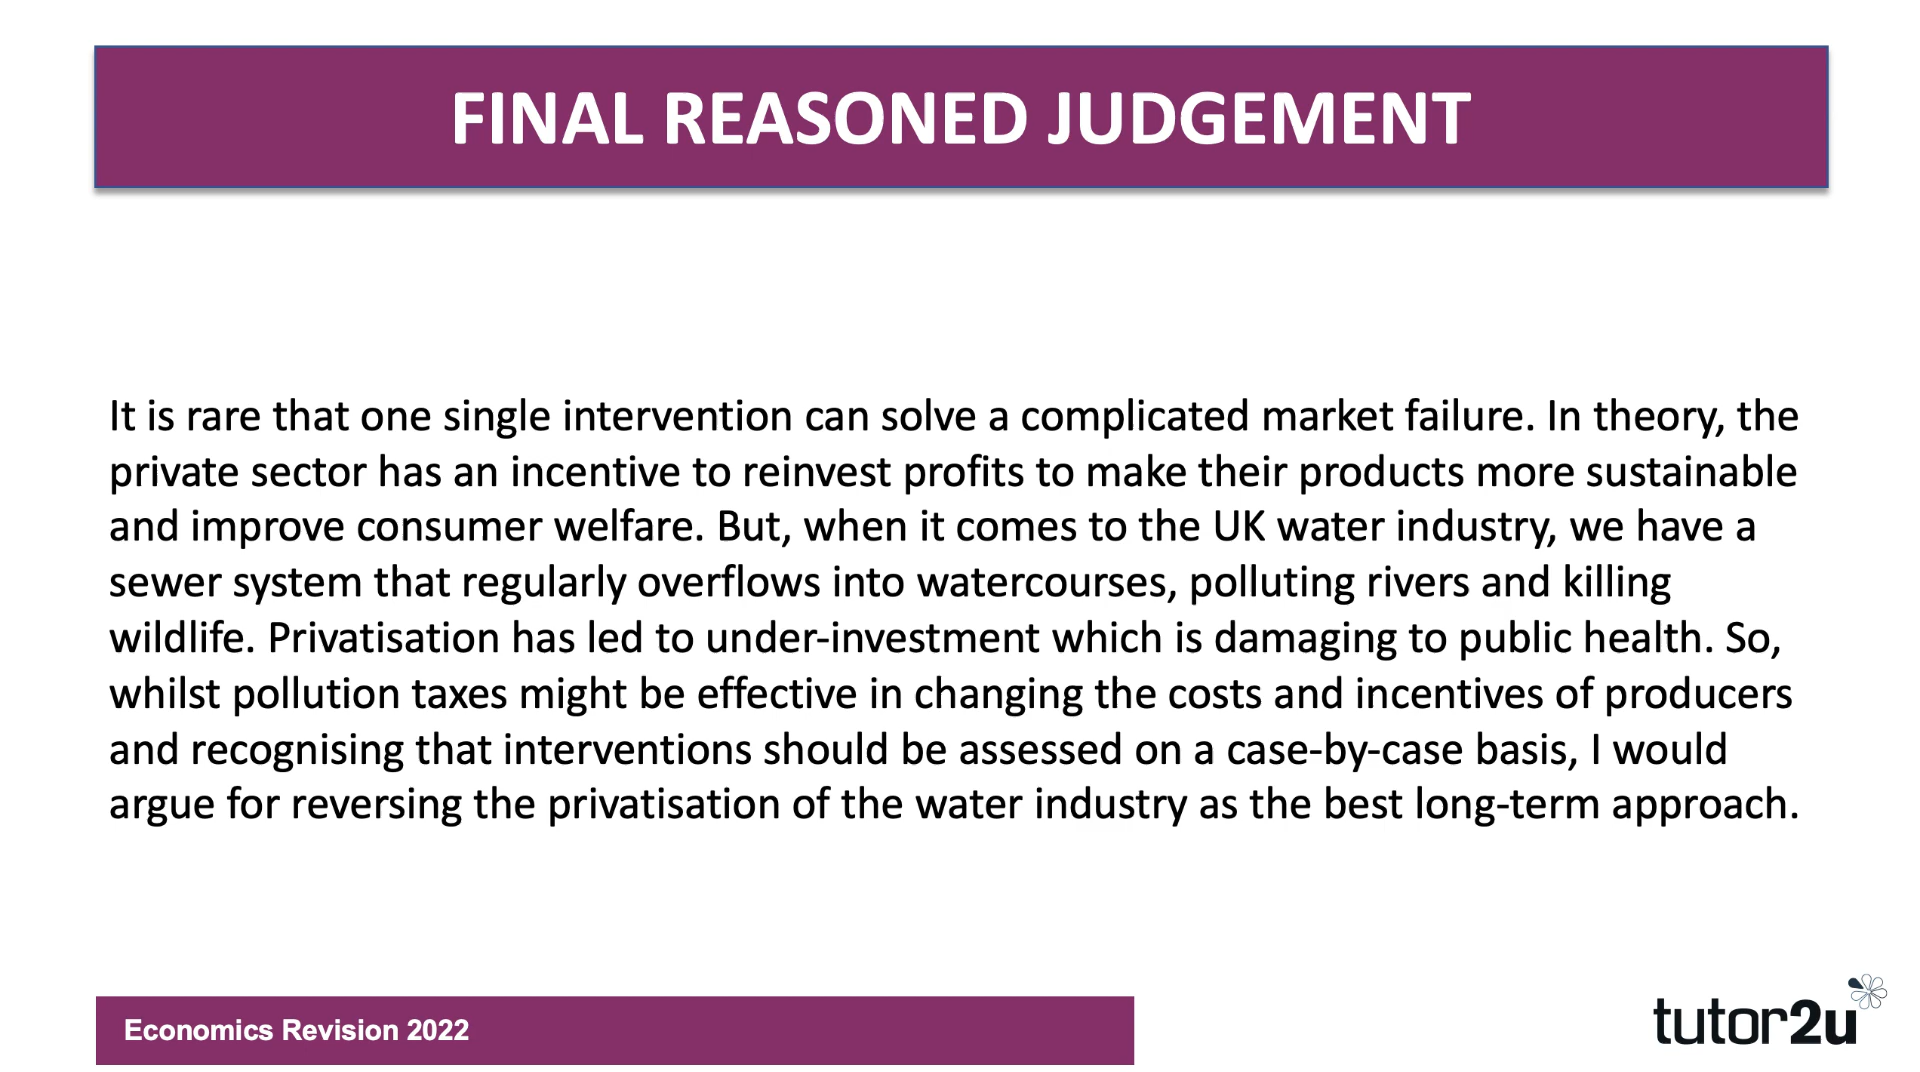 FINAL REASONED JUDGEMENT
It is rare that one single intervention can solve a complicated market failure. In theory, the
private sector has an incentive to reinvest profits to make their products more sustainable
and improve consumer welfare. But, when it comes to the UK water industry, we have a
sewer system that regularly overflows into watercourses, polluting rivers and killing
wildlife. Privatisation has led to under-investment which is damaging to public health. So,
whilst pollution taxes might be effective in changing the costs and incentives of producers
and recognising that interventions should be assessed on a case-by-case basis, I would
argue for reversing the privatisation of the water industry as the best long-term approach.
Economics Revision 2022
tutor2u